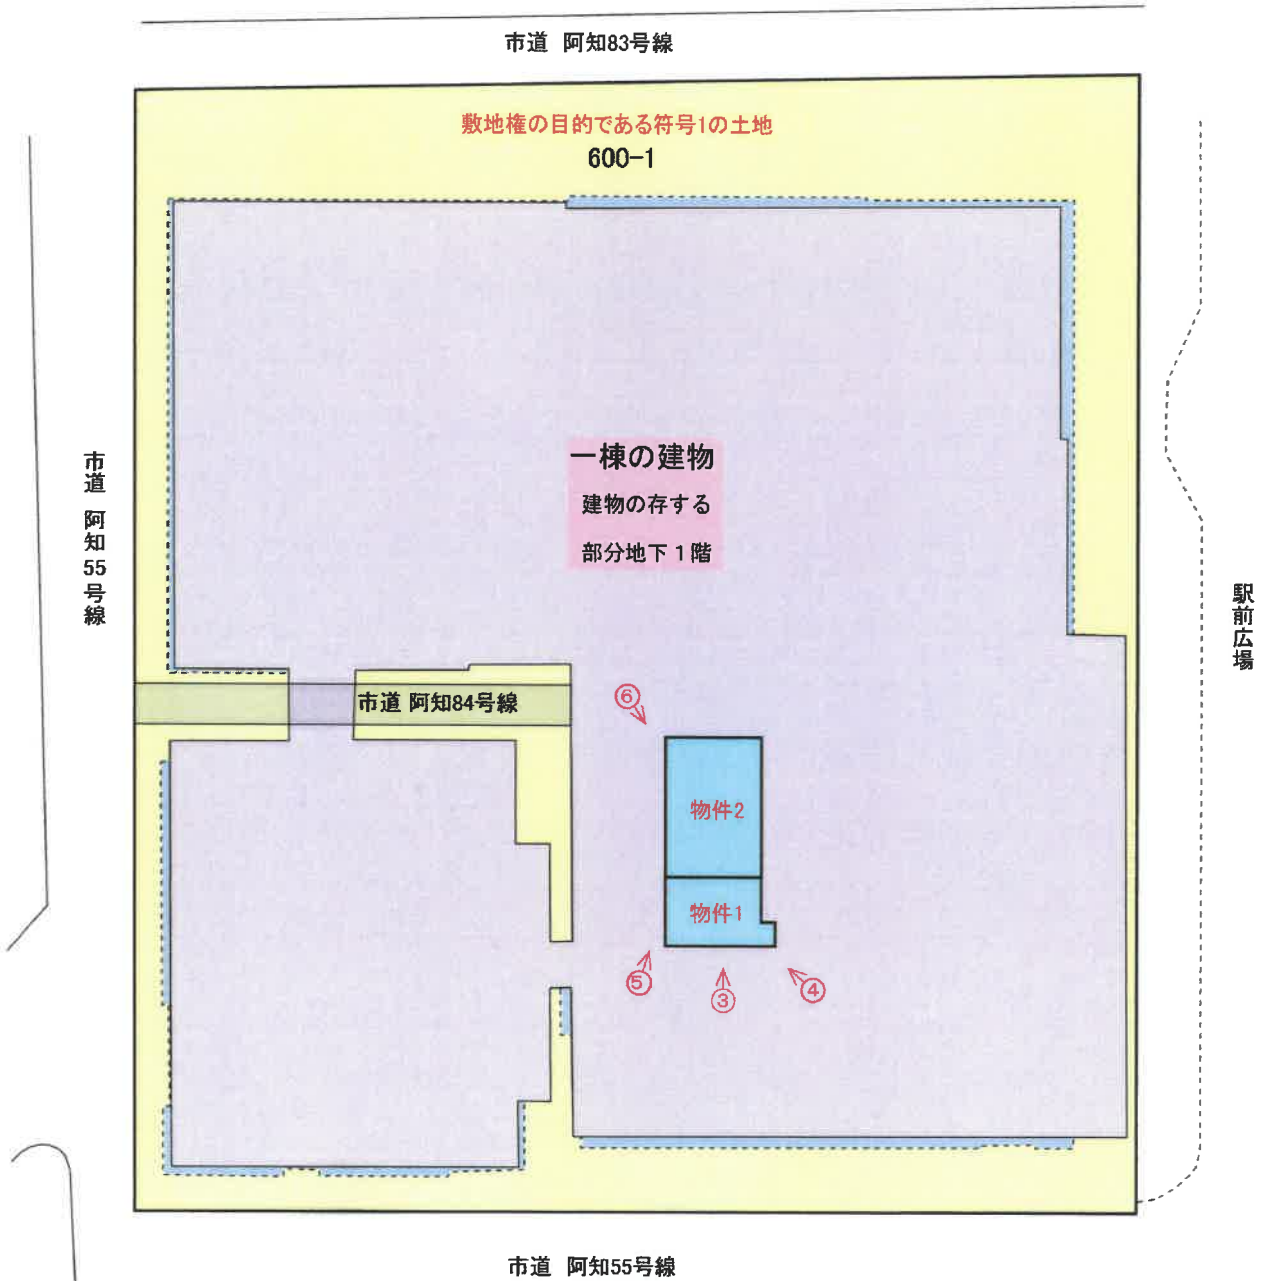 市道 阿知83号線
敷地権の目的である符号1の土地
600-1
一棟の建物
建物の存する
部分地下１階
市道 阿知55号線
駅前広場
市道 阿知84号線
⑥
物件2
物件1
⑤
③
④
市道 阿知55号線